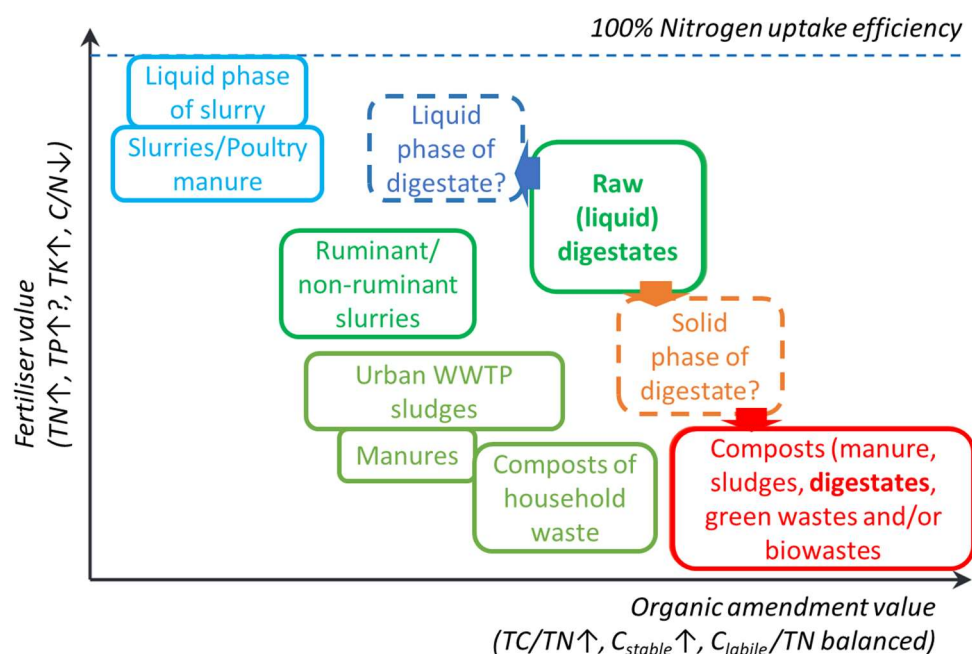 100% Nitrogen uptake efficiency
Fertiliser value
(TN↑, TP↑?, TK↑, C/N↓)
Liquid phase
of slurry
Slurries/Poultry
manure
Liquid
phase of
digestate?
Raw
(liquid)
digestates
Ruminant/
non-ruminant
slurries
Solid
phase of
digestate?
Urban WWTP
sludges
Manures
Composts of
household
waste
Composts (manure,
sludges, digestates,
green wastes and/or
biowastes
Organic amendment value
(TC/TN↑, Cstable↑, Clabile/TN balanced)